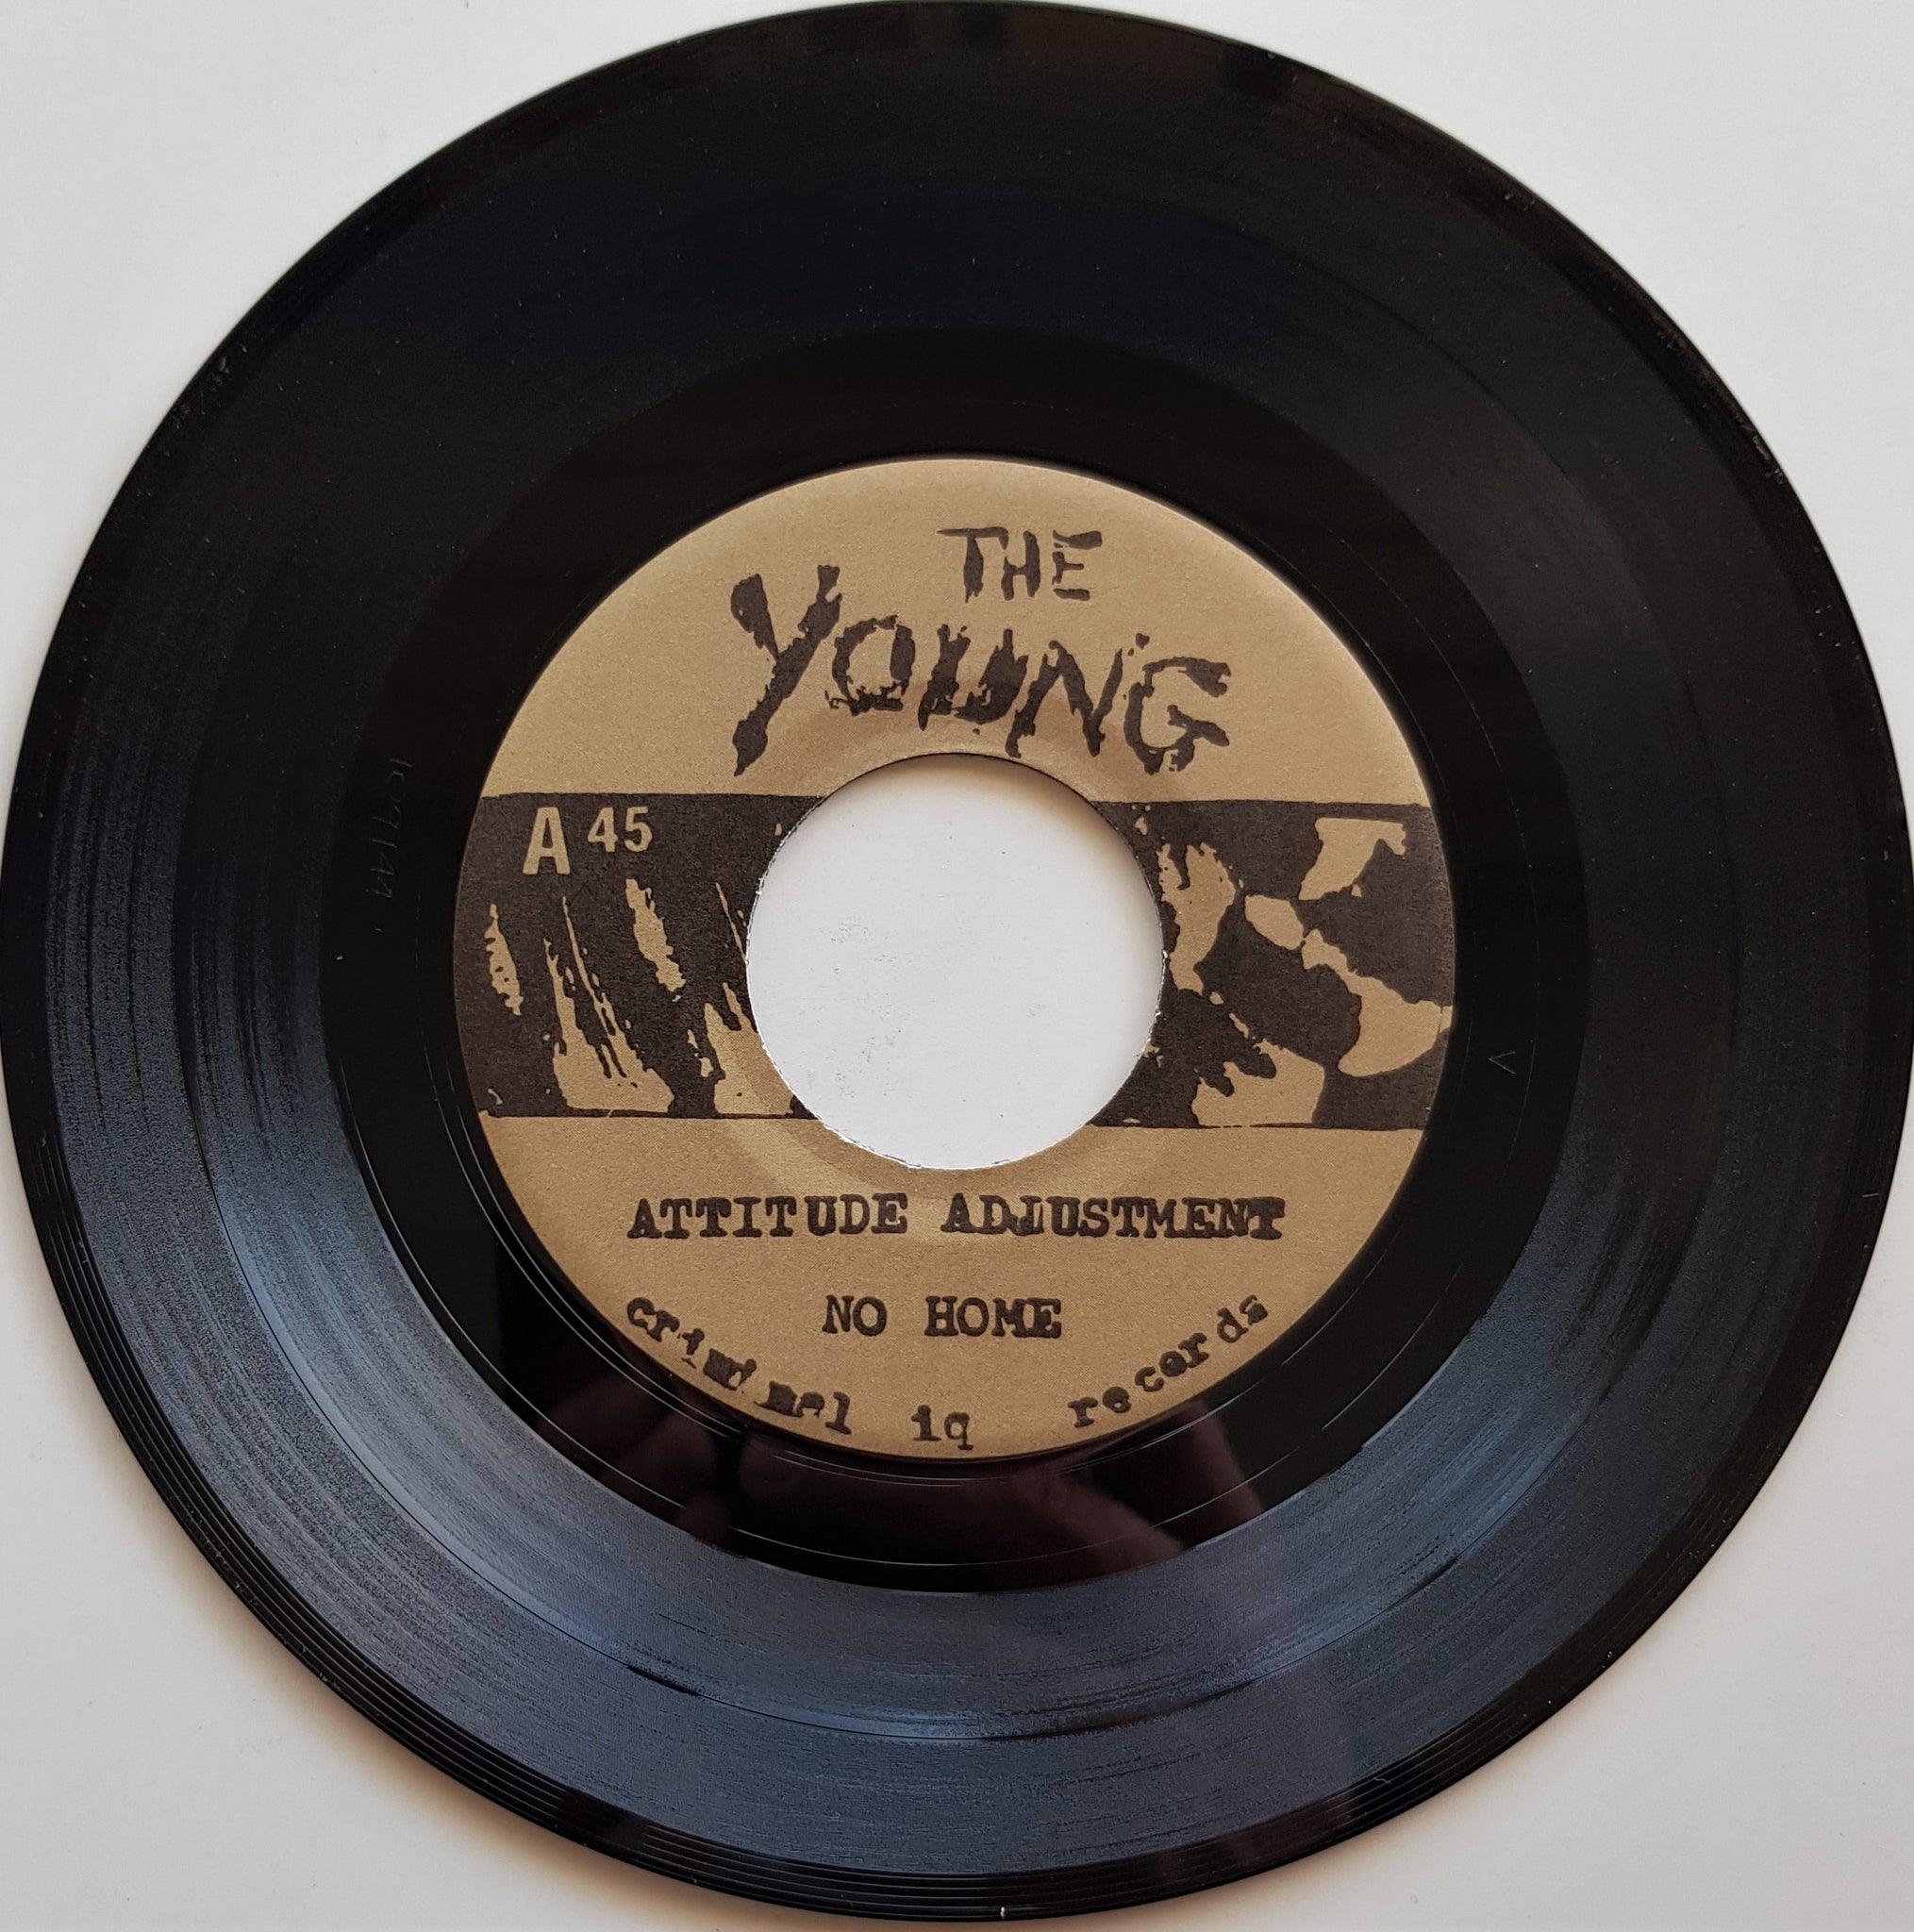 THE
YOUNG
A 45
ATTITUDE ADJUSTMENT
NO HOME
criminal iq records